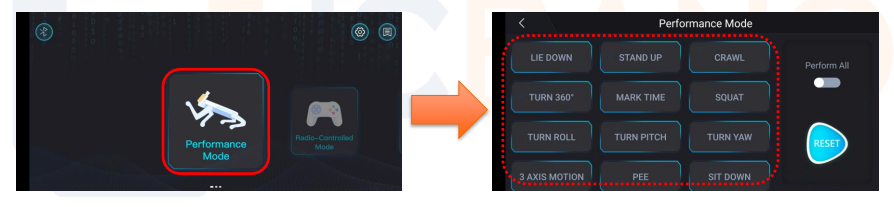 Performance
Mode
Radio-Controlled
Mode
Performance Mode
LIE DOWN
STAND UP
CRAWL
TURN 360°
MARK TIME
SQUAT
TURN ROLL
TURN PITCH
TURN YAW
3 AXIS MOTION
PEE
SIT DOWN
Perform All
RESET